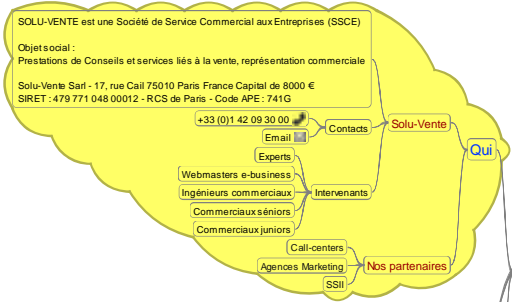 SOLU-VENTE est une Société de Service Commercial aux Entreprises (SSCE)
Objet social :
Prestations de Conseils et services liés à la vente, représentation commerciale
Solu-Vente Sarl - 17, rue Cail 75010 Paris France Capital de 8000 €
SIRET : 479 771 048 00012 - RCS de Paris - Code APE : 741G
+33 (0)1 42 09 30 00
Email
Contacts
Solu-Vente
Qui
Experts
Webmasters e-business
Ingénieurs commerciaux
Commerciaux séniors
Commerciaux juniors
Intervenants
Call-centers
Agences Marketing
SSII
Nos partenaires